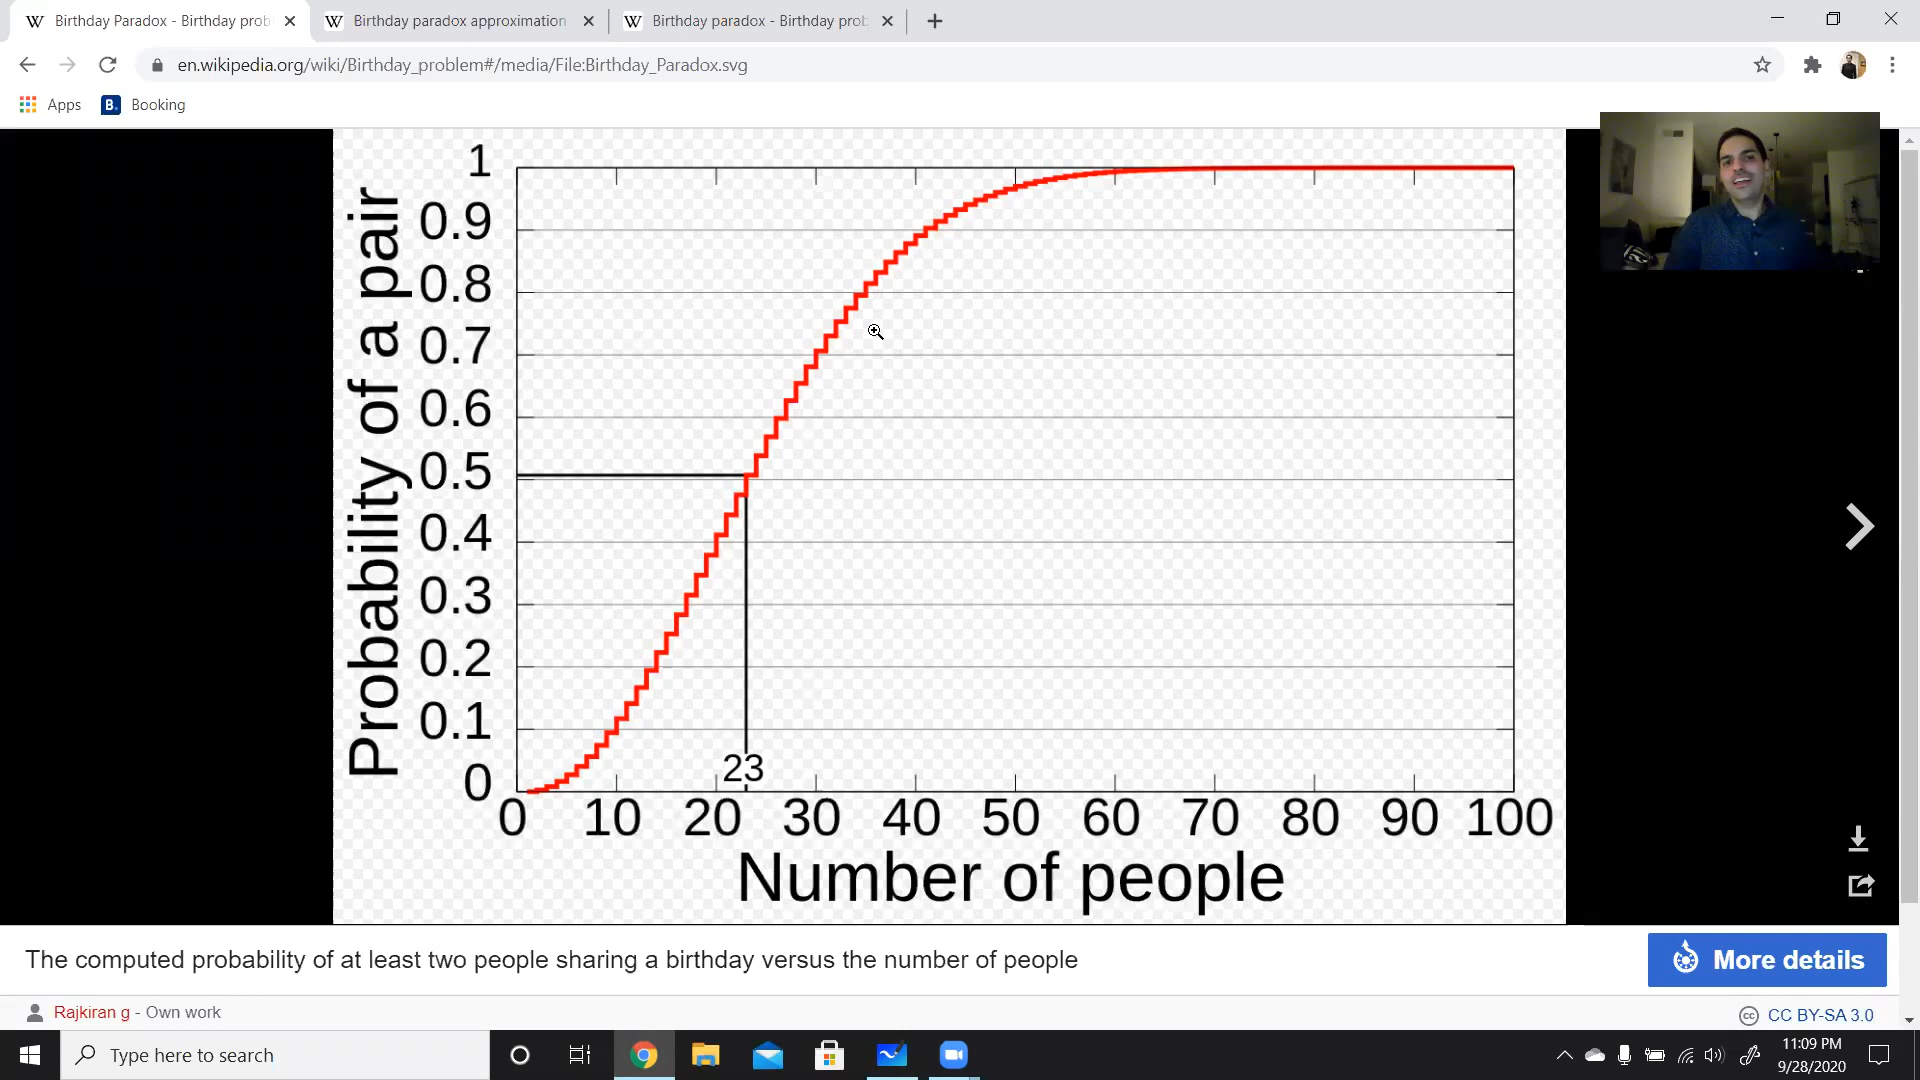 Birthday Paradox - Birthday prob
Birthday paradox approximation
Birthday paradox - Birthday prob
en.wikipedia.org/wiki/Birthday_problem#/media/File:Birthday_Paradox.svg
Apps
B. Booking
Probability of a pair
1
0.9
0.8
0.7
0.6
0.5
0.4
0.3
0.2
0.1
0
23
0 10 20 30 40 50 60 70 80 90 100
Number of people
The computed probability of at least two people sharing a birthday versus the number of people
More details
Rajkiran g - Own work
cc CC BY-SA 3.0
Type here to search
11:09 PM
9/28/2020